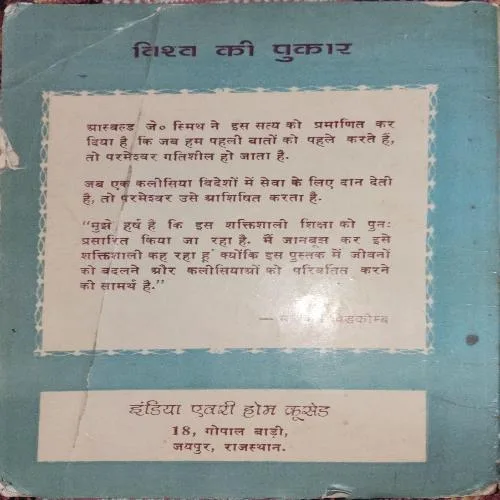 विश्व की पुकार
आस्वल्ड जे० स्मिथ ने इस सत्य को प्रमाणित कर
दिया है कि जब हम पहली बातों को पहले करते हैं,
तो परमेश्वर गतिशील हो जाता है.
जब एक कलीसिया विदेशों में सेवा के लिए दान देती
है, तो परमेश्वर उसे आशिषित करता है.
“मुझे हर्ष है कि इस शक्तिशाली शिक्षा को पुनः
प्रसारित किया जा रहा है. मैं जानबूझ कर इसे
शक्तिशाली कह रहा हूं क्योंकि इस पुस्तक में जीवनों
को बदलने और कलीसियाओं को परिवर्तित करने
की सामर्थ है.”
इंडिया एवरी होम क्रूसेड
18, गोपाल बाड़ी,
जयपुर, राजस्थान.